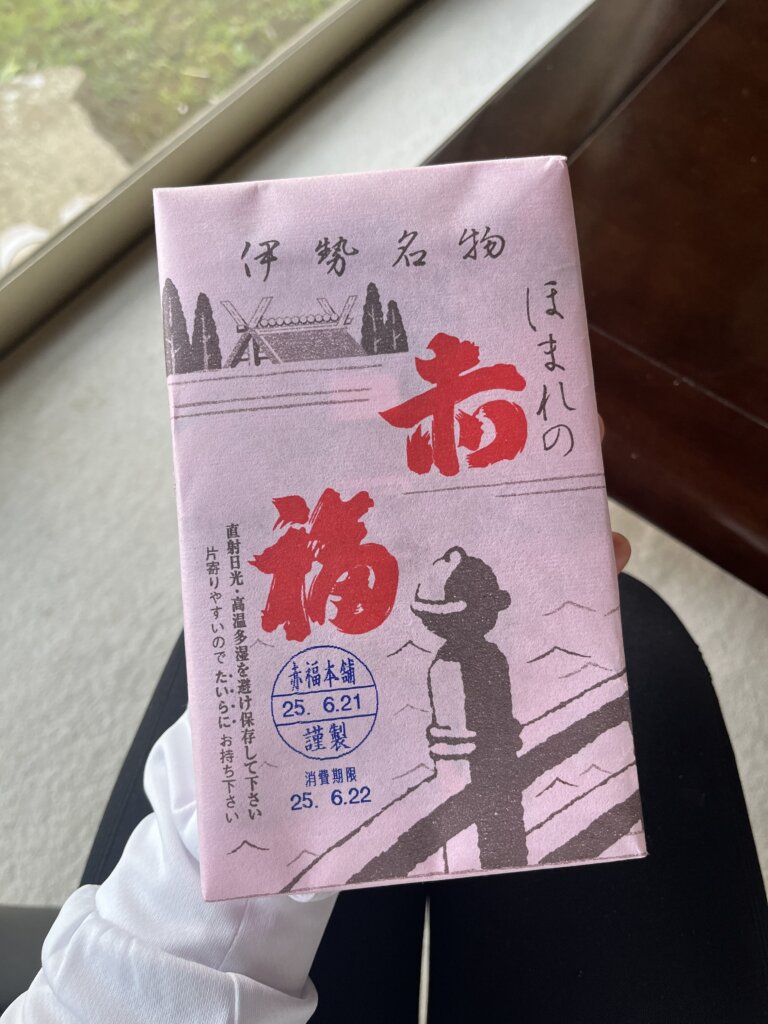 伊勢名物
ほまれの
赤福
直射日光・高温多湿を避け保存して下さい
片寄りやすいので たいらに お持ち下さい
赤福本舗
25. 6.21
謹製
消費期限
25. 6.22